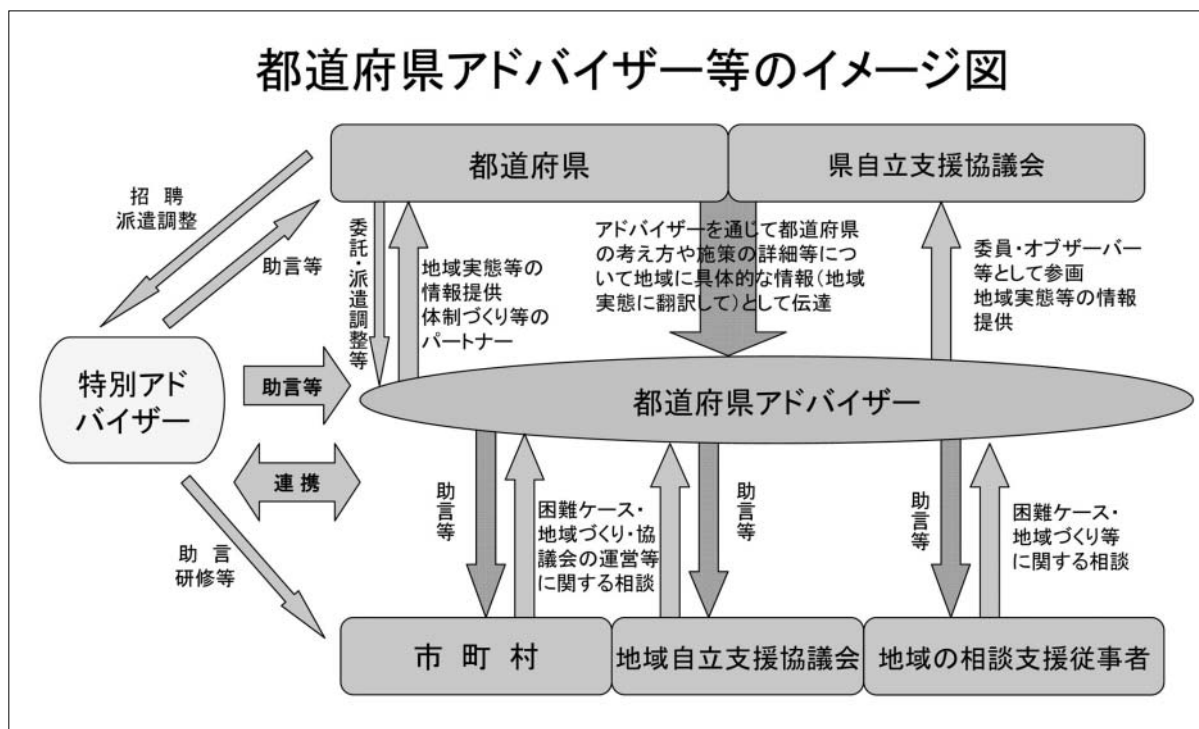 都道府県アドバイザー等のイメージ図
都道府県
県自立支援協議会
招 聘
派遣調整
助言等
委託・派遣調整等
地域実態等の
情報提供
体制づくり等の
パートナー
アドバイザーを通じて都道府県
の考え方や施策の詳細等につ
いて地域に具体的な情報(地域
実態に翻訳して)として伝達
委員・オブザーバー
等として参画
地域実態等の情報
提供
特別アド
バイザー
助言等
都道府県アドバイザー
連携
助言等
困難ケース・
地域づくり・協
議会の運営等
に関する相談
助言等
助言等
困難ケース・
地域づくり等
に関する相談
助 言
研修等
市 町 村
地域自立支援協議会
地域の相談支援従事者